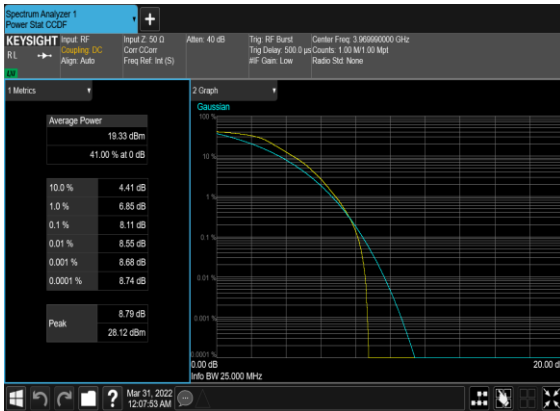 Spectrum Analyzer 1
Power Stat CCDF
KEYSIGHT
RL
LXI
Input: RF
Coupling: DC
Align: Auto
Input Z: 50 Ω
Corr CCorr
Freq Ref: Int (S)
Atten: 40 dB
Trig: RF Burst
Trig Delay: 500.0 µs
#IF Gain: Low
Center Freq: 3.969990000 GHz
Counts: 1.00 M/1.00 Mpt
Radio Std: None
1 Metrics
Average Power
19.33 dBm
41.00 % at 0 dB
10.0 % 4.41 dB
1.0 % 6.85 dB
0.1 % 8.11 dB
0.01 % 8.55 dB
0.001 % 8.68 dB
0.0001 % 8.74 dB
Peak
8.79 dB
28.12 dBm
2 Graph
Gaussian
100 %
10 %
1 %
0.1 %
0.01 %
0.001 %
0.0001 %
0.00 dB
20.00 d
Info BW 25.000 MHz
?
Mar 31, 2022
12:07:53 AM